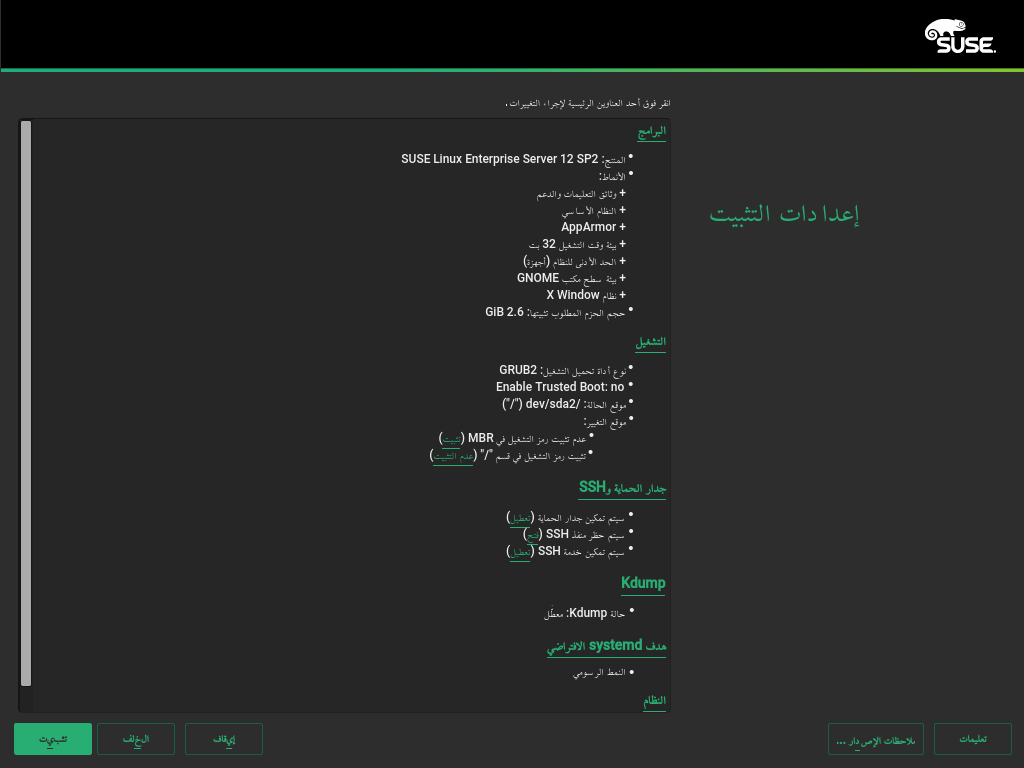 SUSE.
انقر فوق أحد العناوين الرئيسية لإجراء التغييرات.
إعدادات التثبيت
البرامج
• المنتج: SUSE Linux Enterprise Server 12 SP2
• الأنماط:
+ وثائق التعليمات والدعم
+ النظام الأساسي
+ AppArmor
+ بيئة وقت التشغيل 32 بت
+ الحد الأدنى للنظام (أجهزة)
+ بيئة سطح مكتب GNOME
+ نظام X Window
• حجم الحزم المطلوب تثبيتها: 2.6 GiB
التشغيل
• نوع أداة تحميل التشغيل: GRUB2
• Enable Trusted Boot: no
• موقع الحالة: /dev/sda2 ("/")
• موقع التغيير:
• عدم تثبيت رمز التشغيل في MBR (تثبيت)
• تثبيت رمز التشغيل في قسم "/" (عدم التثبيت)
جدار الحماية وSSH
• سيتم تمكين جدار الحماية (تعطيل)
• سيتم حظر منفذ SSH (فتح)
• سيتم تمكين خدمة SSH (تعطيل)
Kdump
• حالة Kdump: معطَّل
هدف systemd الافتراضي
• النمط الرسومي
النظام
تعليمات
ملاحظات الإصدار ...
إيقاف
الخلف
تثبيت